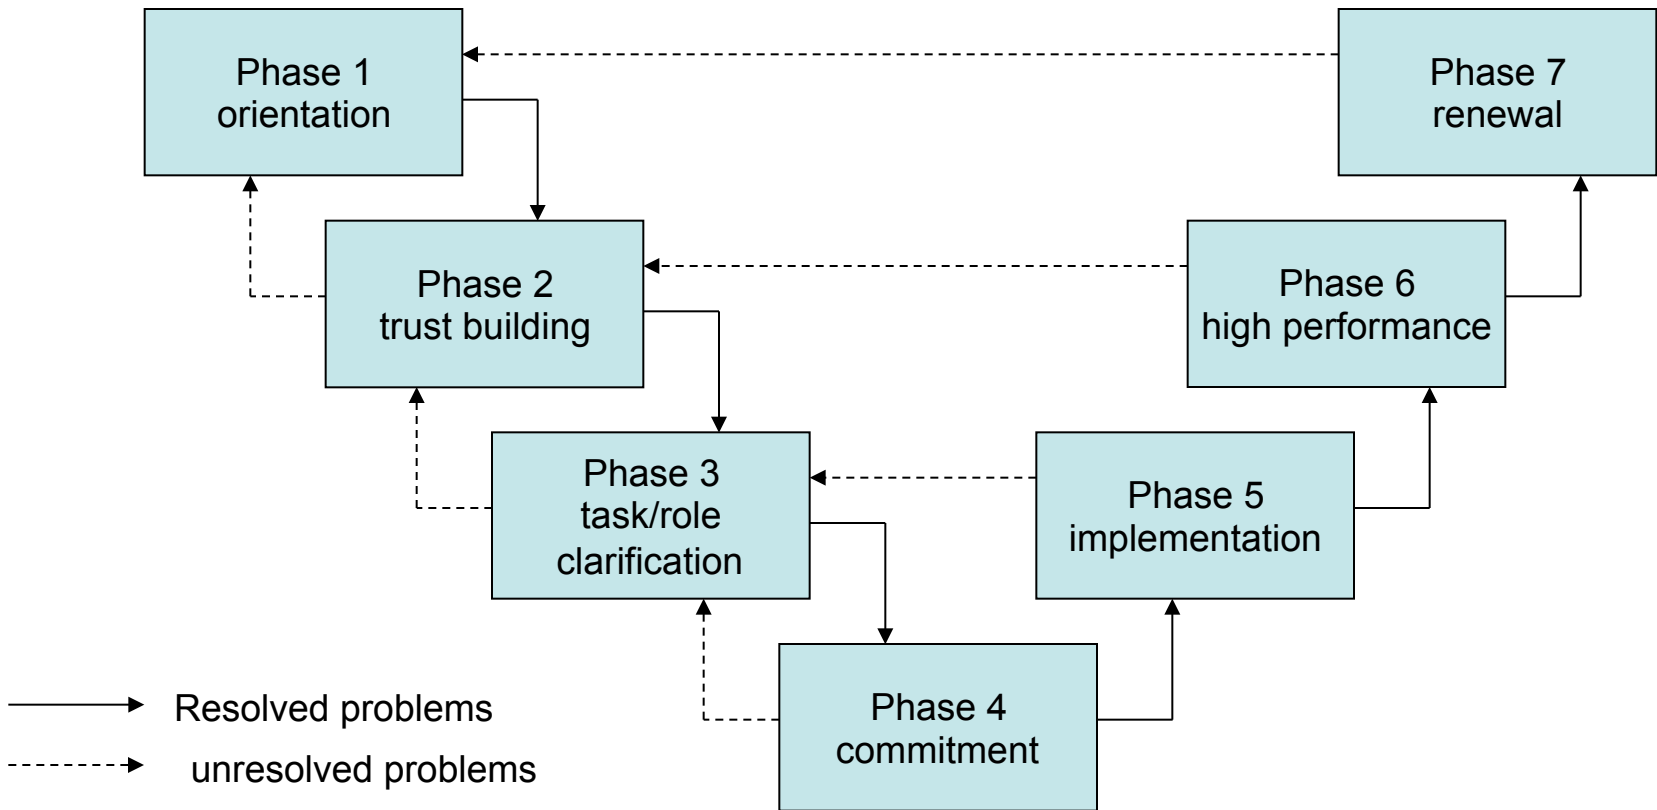 Phase 1
orientation
Phase 7
renewal
Phase 2
trust building
Phase 6
high performance
Phase 3
task/role
clarification
Phase 5
implementation
Phase 4
commitment
Resolved problems
unresolved problems